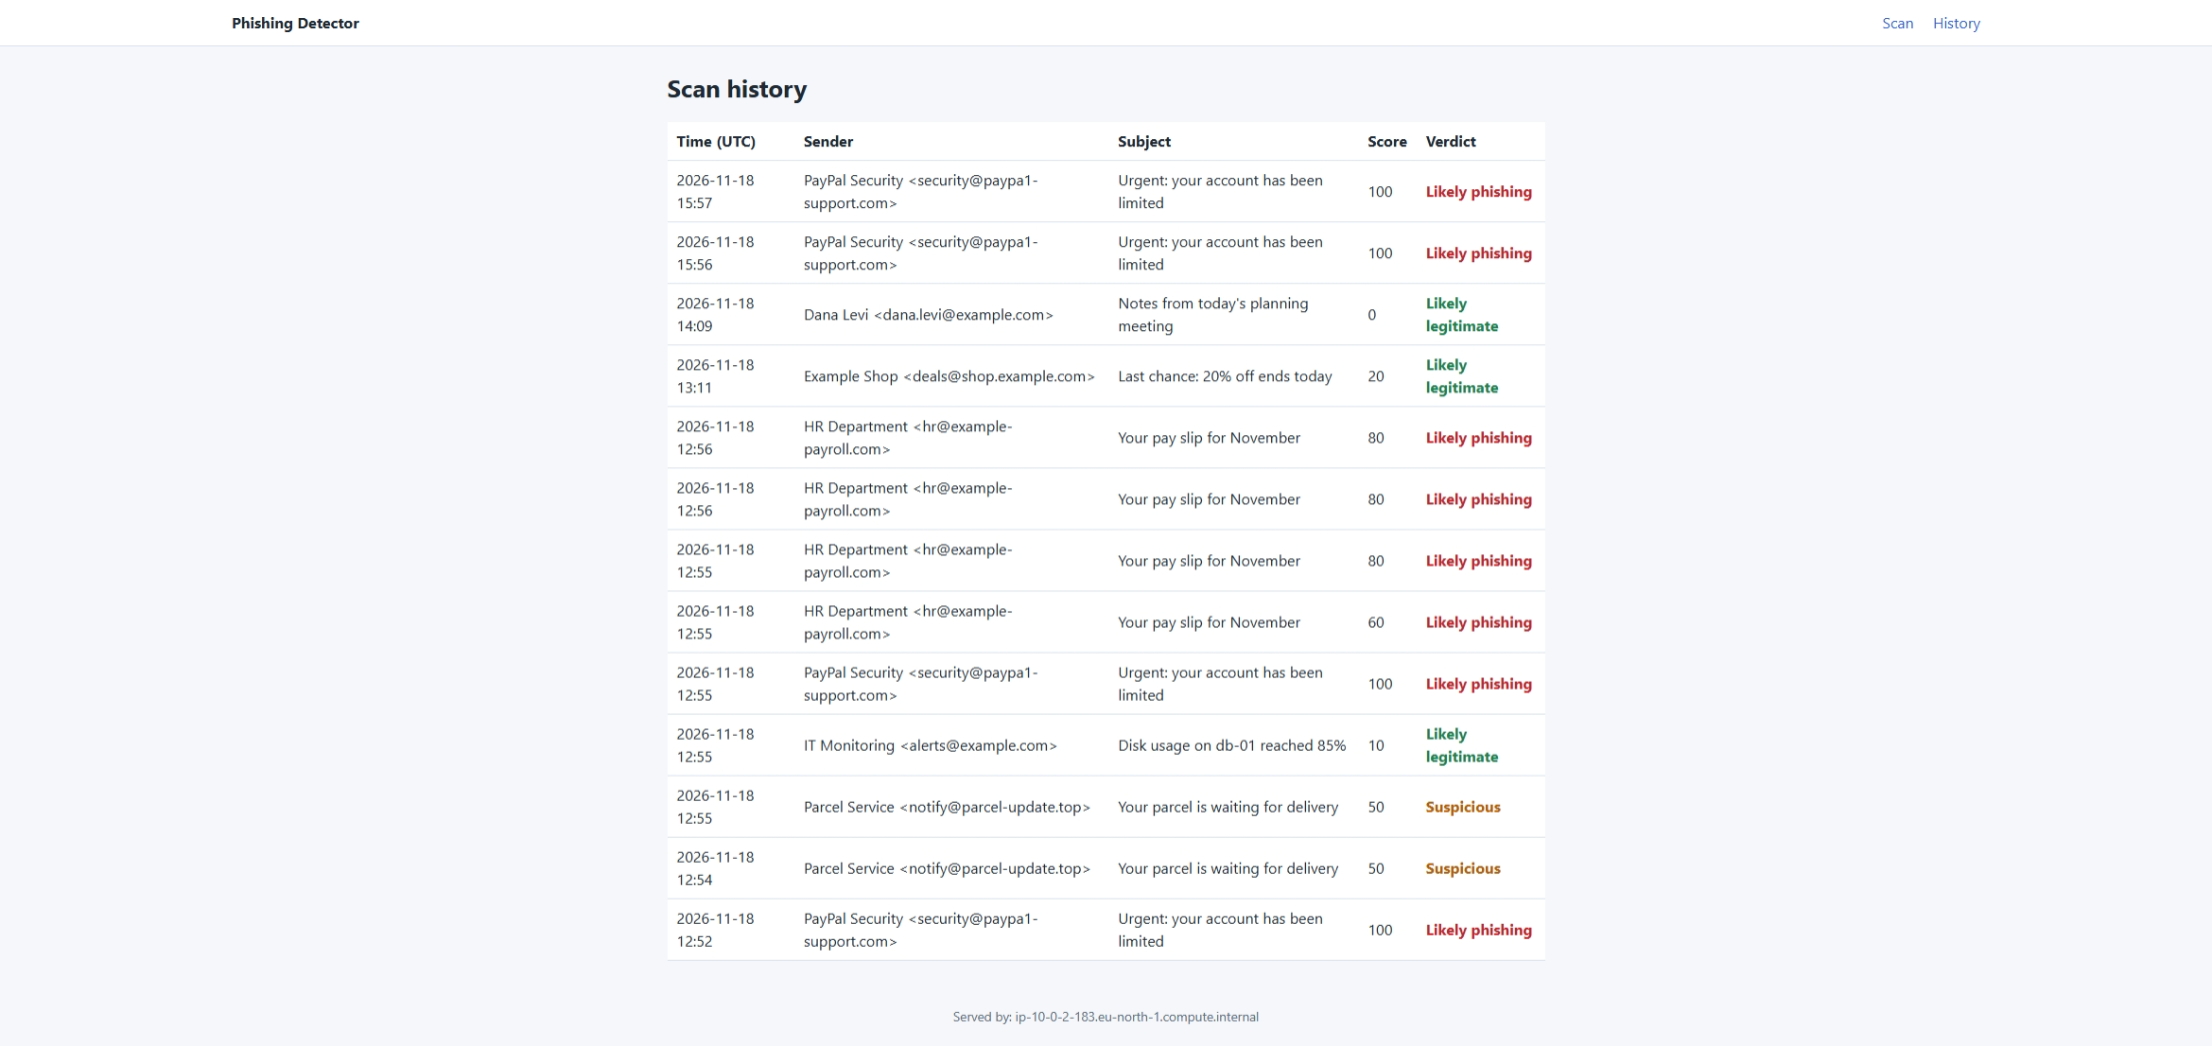 Phishing Detector
Scan History
Scan history
Time (UTC) Sender Subject Score Verdict
2026-11-18 15:57 PayPal Security <security@paypa1-support.com> Urgent: your account has been limited 100 Likely phishing
2026-11-18 15:56 PayPal Security <security@paypa1-support.com> Urgent: your account has been limited 100 Likely phishing
2026-11-18 14:09 Dana Levi <dana.levi@example.com> Notes from today's planning meeting 0 Likely legitimate
2026-11-18 13:11 Example Shop <deals@shop.example.com> Last chance: 20% off ends today 20 Likely legitimate
2026-11-18 12:56 HR Department <hr@example-payroll.com> Your pay slip for November 80 Likely phishing
2026-11-18 12:56 HR Department <hr@example-payroll.com> Your pay slip for November 80 Likely phishing
2026-11-18 12:55 HR Department <hr@example-payroll.com> Your pay slip for November 80 Likely phishing
2026-11-18 12:55 HR Department <hr@example-payroll.com> Your pay slip for November 60 Likely phishing
2026-11-18 12:55 PayPal Security <security@paypa1-support.com> Urgent: your account has been limited 100 Likely phishing
2026-11-18 12:55 IT Monitoring <alerts@example.com> Disk usage on db-01 reached 85% 10 Likely legitimate
2026-11-18 12:55 Parcel Service <notify@parcel-update.top> Your parcel is waiting for delivery 50 Suspicious
2026-11-18 12:54 Parcel Service <notify@parcel-update.top> Your parcel is waiting for delivery 50 Suspicious
2026-11-18 12:52 PayPal Security <security@paypa1-support.com> Urgent: your account has been limited 100 Likely phishing
Served by: ip-10-0-2-183.eu-north-1.compute.internal